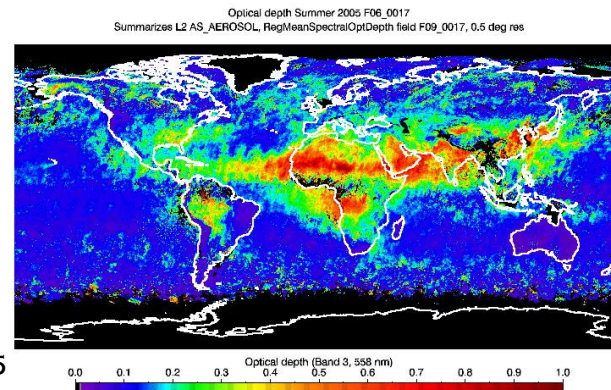 Optical depth Summer 2005 F06_0017
Summarizes L2 AS_AEROSOL, RegMeanSpectralOptDepth field F09_0017, 0.5 deg res
5
Optical depth (Band 3, 558 nm)
0.0 0.1 0.2 0.3 0.4 0.5 0.6 0.7 0.8 0.9 1.0